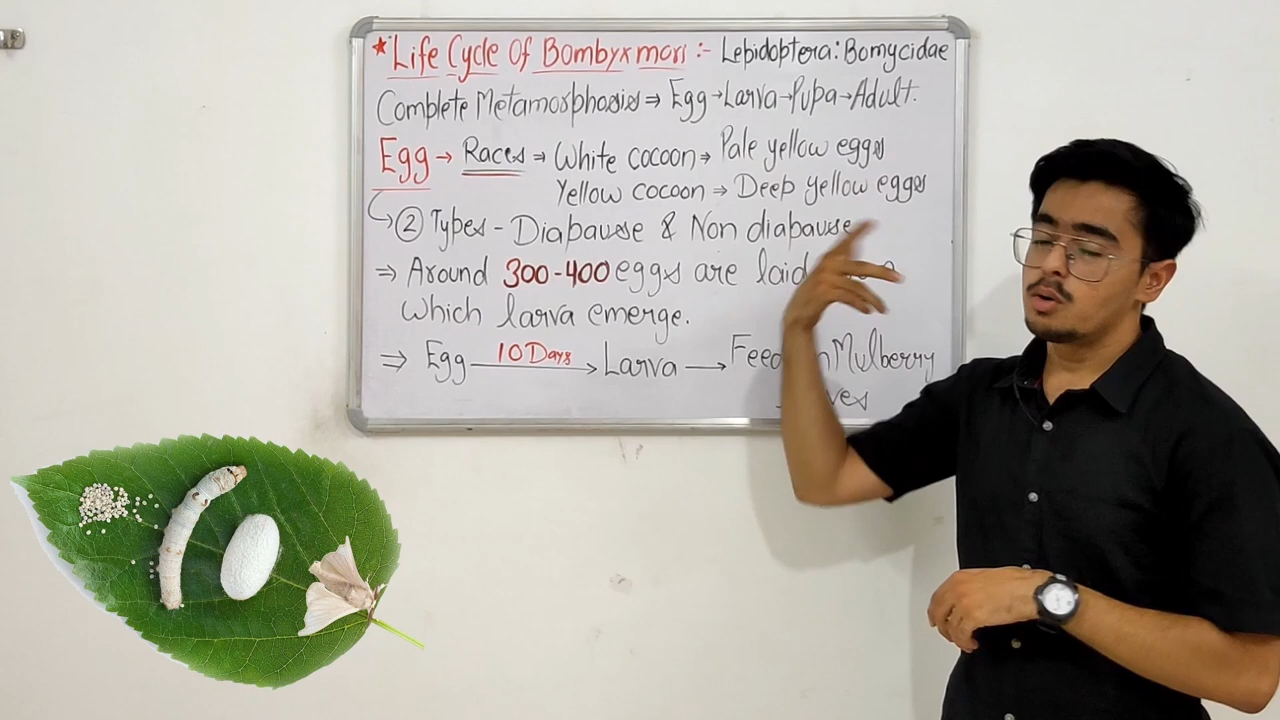 *Life Cycle Of Bombyx mori :- Lepidoptera: Bomycidae
Complete Metamorphosis ⇒ Egg → Larva → Pupa → Adult.
Egg → Races ⇒ White cocoon → Pale yellow eggs
Yellow cocoon ⇒ Deep yellow eggs
↳ ② Types - Diapause & Non diapause
⇒ Around 300-400 eggs are laid
Which larva emerge.
⇒ Egg 10 Days → Larva → Feed Mulberry